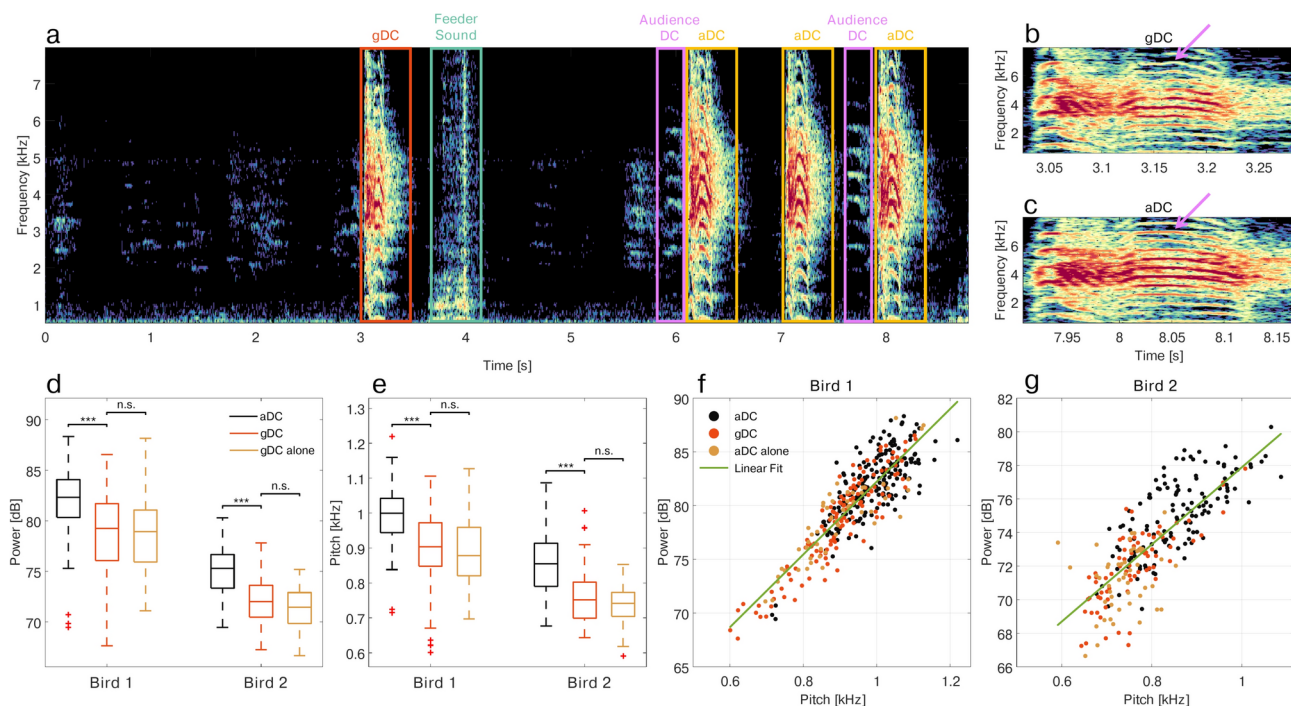 a
gDC
Feeder
Sound
Audience
DC
aDC
aDC
Audience
DC
aDC
Frequency [kHz]
7
6
5
4
3
2
1
0
1
2
3
4
5
6
7
8
Time [s]
b
gDC
Frequency [kHz]
6
4
2
3.05
3.1
3.15
3.2
3.25
c
aDC
Frequency [kHz]
6
4
2
7.95
8
8.05
8.1
8.15
Time [s]
d
Power [dB]
90
85
80
75
70
***
n.s.
***
n.s.
aDC
gDC
gDC alone
Bird 1
Bird 2
e
Pitch [kHz]
1.3
1.2
1.1
1
0.9
0.8
0.7
0.6
***
n.s.
***
n.s.
Bird 1
Bird 2
f
Bird 1
Power [dB]
90
85
80
75
70
65
aDC
gDC
aDC alone
Linear Fit
0.6
0.8
1
1.2
Pitch [kHz]
g
Bird 2
Power [dB]
82
80
78
76
74
72
70
68
66
0.6
0.8
1
Pitch [kHz]